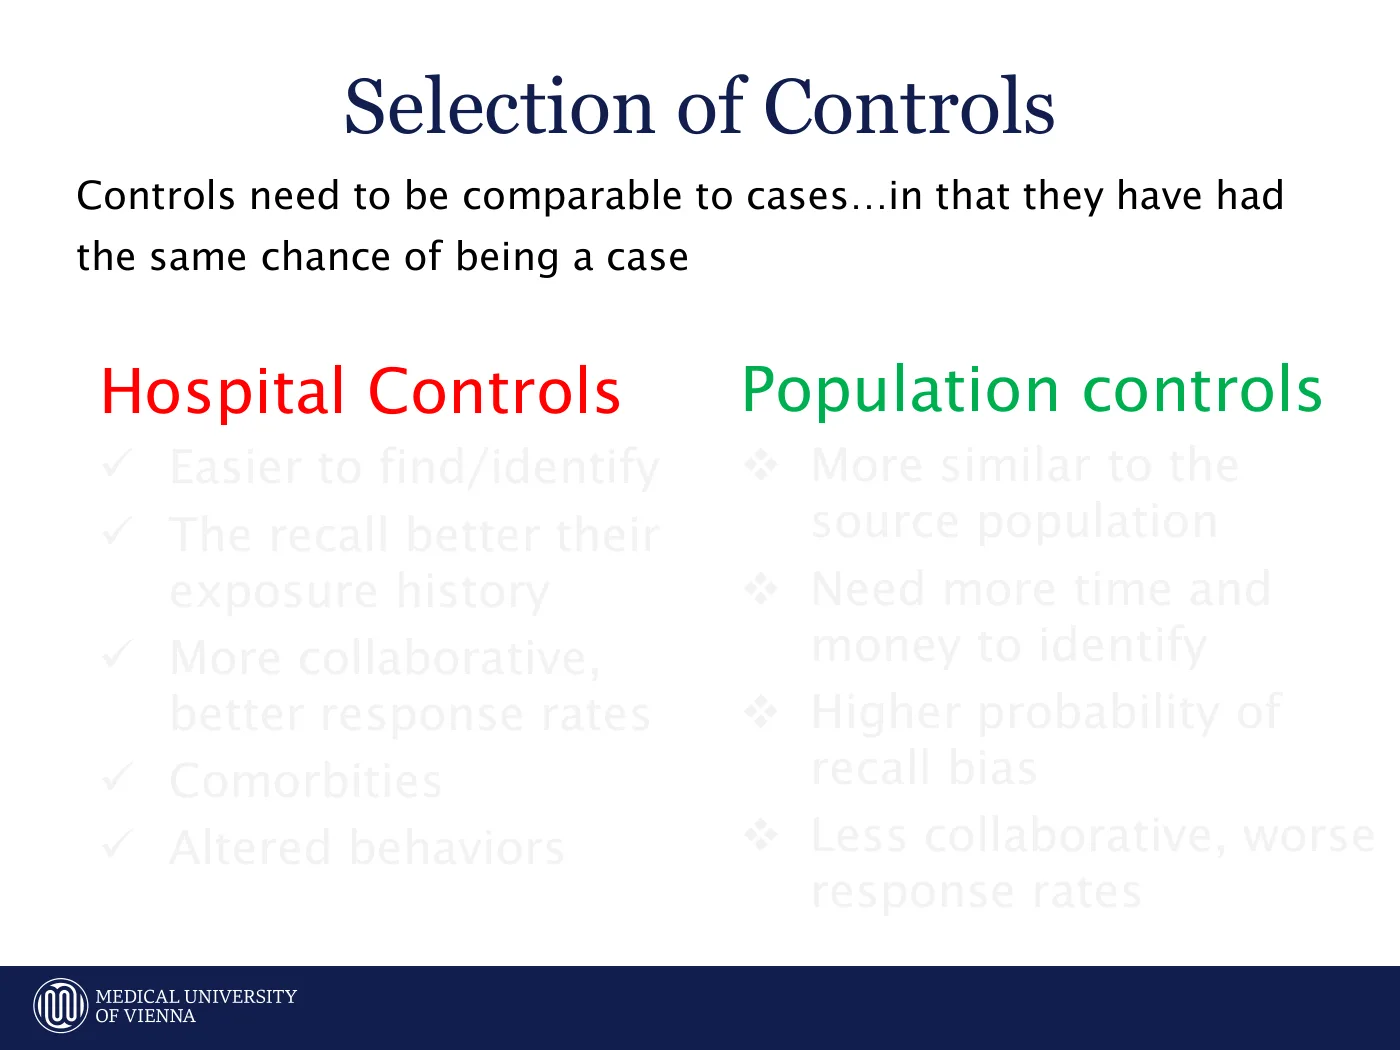 Selection of Controls
Controls need to be comparable to cases…in that they have had
the same chance of being a case
Hospital Controls
✓ Easier to find/identify
✓ The recall better their
exposure history
✓ More collaborative,
better response rates
✓ Comorbities
✓ Altered behaviors
Population controls
❖ More similar to the
source population
❖ Need more time and
money to identify
❖ Higher probability of
recall bias
❖ Less collaborative, worse
response rates
MEDICAL UNIVERSITY
OF VIENNA